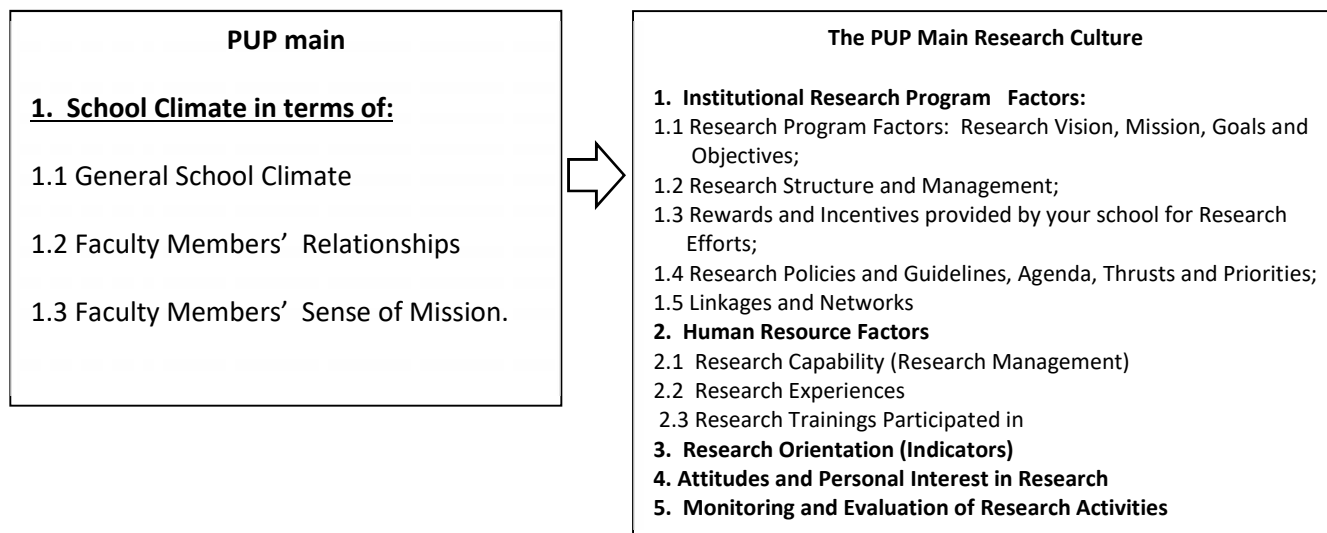 PUP main
1. School Climate in terms of:
1.1 General School Climate
1.2 Faculty Members’ Relationships
1.3 Faculty Members’ Sense of Mission.
The PUP Main Research Culture
1. Institutional Research Program Factors:
1.1 Research Program Factors: Research Vision, Mission, Goals and
Objectives;
1.2 Research Structure and Management;
1.3 Rewards and Incentives provided by your school for Research
Efforts;
1.4 Research Policies and Guidelines, Agenda, Thrusts and Priorities;
1.5 Linkages and Networks
2. Human Resource Factors
2.1 Research Capability (Research Management)
2.2 Research Experiences
2.3 Research Trainings Participated in
3. Research Orientation (Indicators)
4. Attitudes and Personal Interest in Research
5. Monitoring and Evaluation of Research Activities